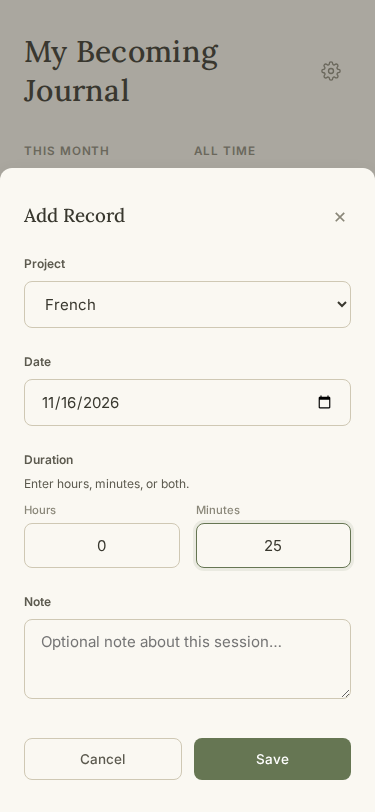 My Becoming
Journal
THIS MONTH ALL TIME
Add Record
×
Project
French
Date
11/16/2026
Duration
Enter hours, minutes, or both.
Hours Minutes
0 25
Note
Optional note about this session...
Cancel Save